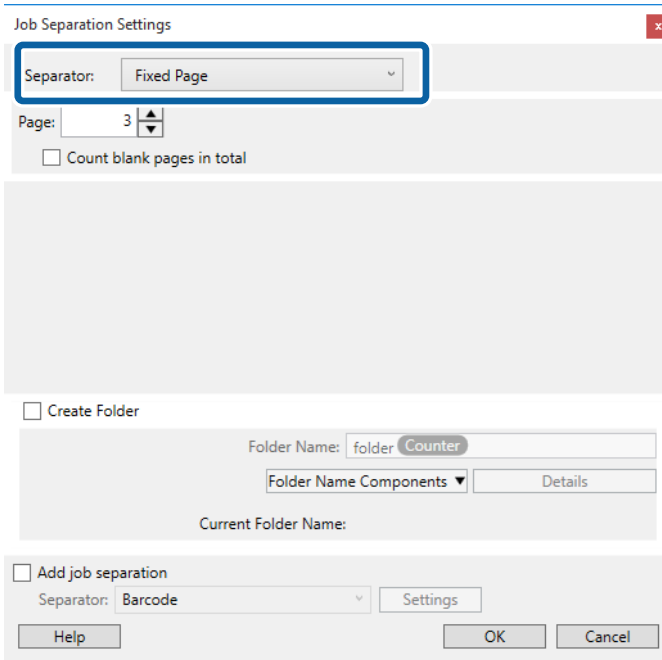 Job Separation Settings
x
Separator: Fixed Page
Page: 3
Count blank pages in total
Create Folder
Folder Name: folder Counter
Folder Name Components Details
Current Folder Name:
Add job separation
Separator: Barcode Settings
Help OK Cancel